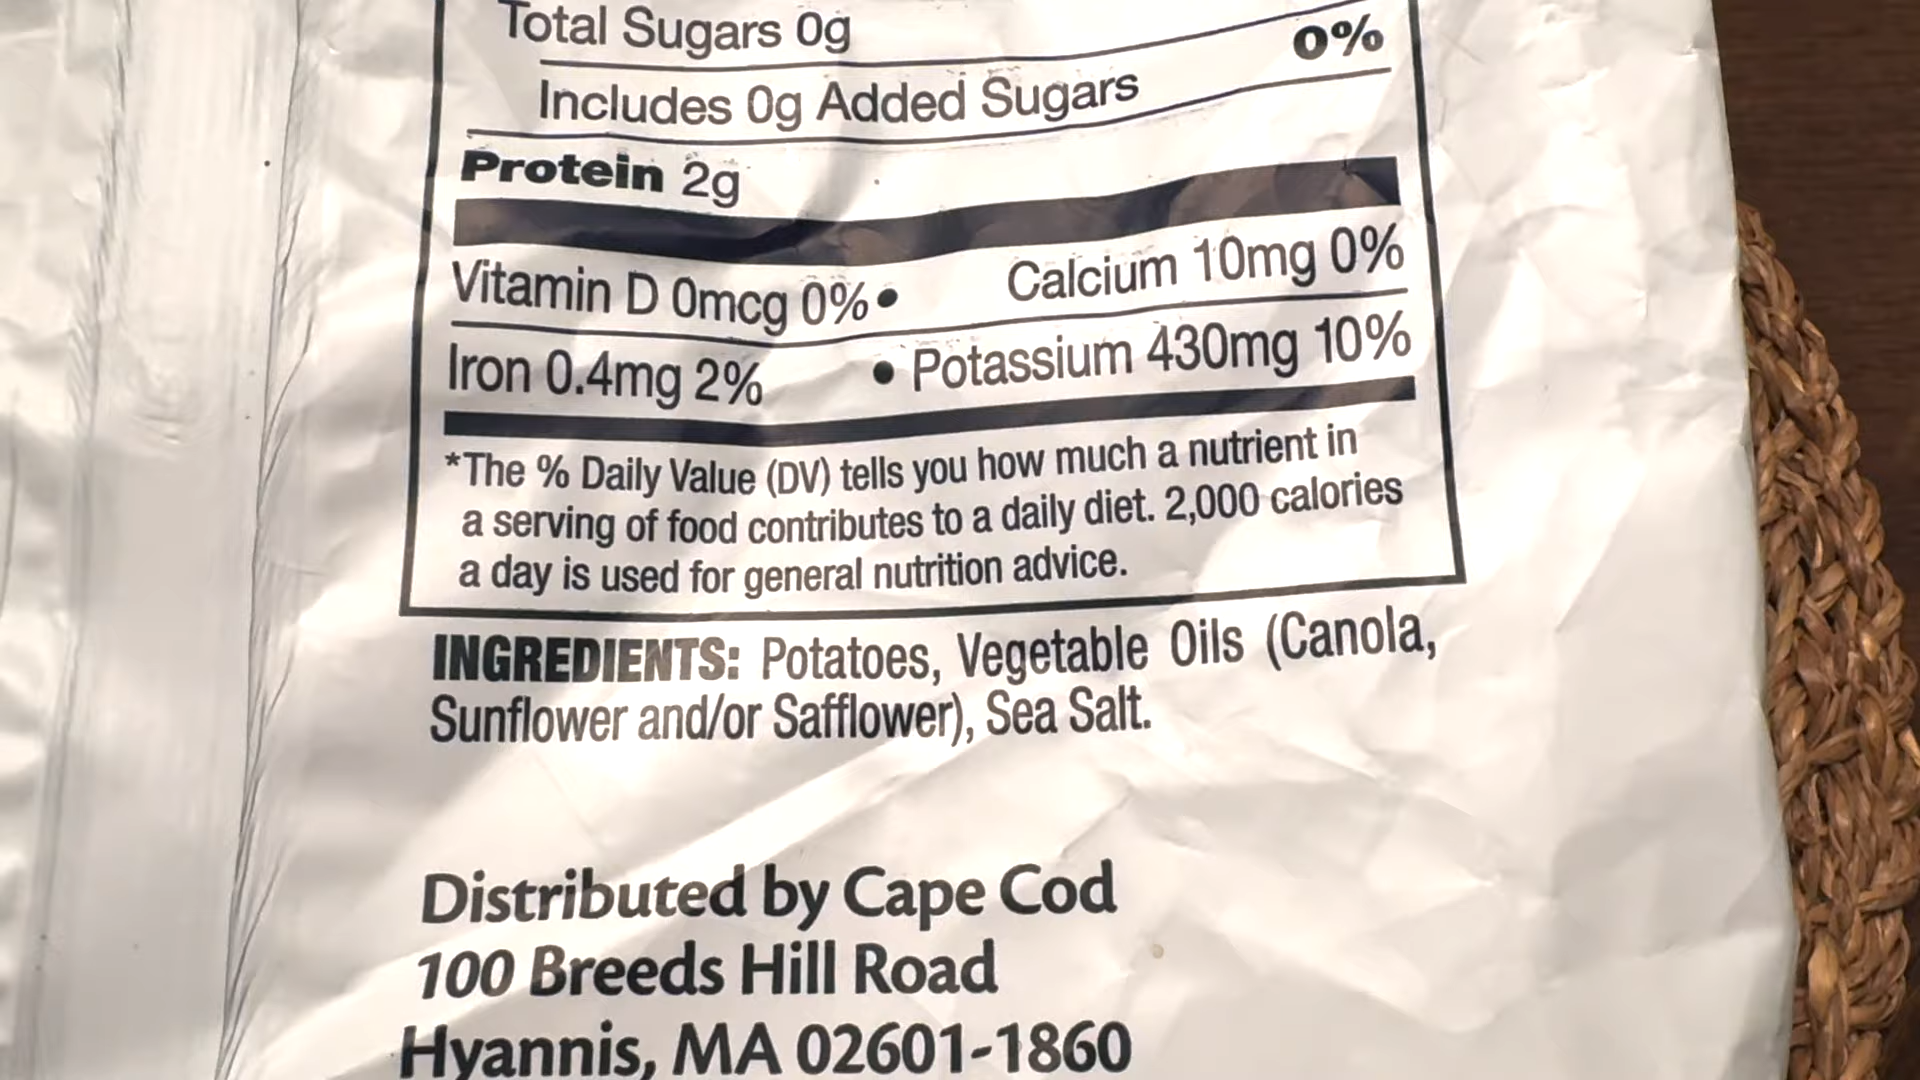 Total Sugars 0g
Includes 0g Added Sugars 0%
Protein 2g
Vitamin D 0mcg 0% • Calcium 10mg 0%
Iron 0.4mg 2% • Potassium 430mg 10%
*The % Daily Value (DV) tells you how much a nutrient in
a serving of food contributes to a daily diet. 2,000 calories
a day is used for general nutrition advice.
INGREDIENTS: Potatoes, Vegetable Oils (Canola,
Sunflower and/or Safflower), Sea Salt.
Distributed by Cape Cod
100 Breeds Hill Road
Hyannis, MA 02601-1860